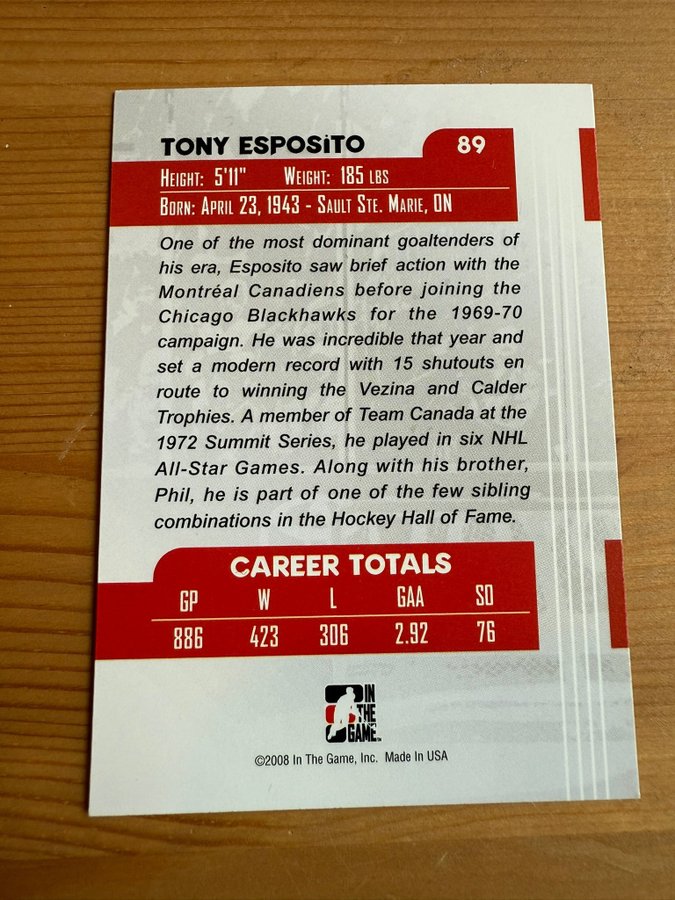 TONY ESPOSiTO 89
HEIGHT: 5'11" WEIGHT: 185 LBS
BORN: APRIL 23, 1943 - SAULT STE. MARIE, ON
One of the most dominant goaltenders of
his era, Esposito saw brief action with the
Montréal Canadiens before joining the
Chicago Blackhawks for the 1969-70
campaign. He was incredible that year and
set a modern record with 15 shutouts en
route to winning the Vezina and Calder
Trophies. A member of Team Canada at the
1972 Summit Series, he played in six NHL
All-Star Games. Along with his brother,
Phil, he is part of one of the few sibling
combinations in the Hockey Hall of Fame.
CAREER TOTALS
GP W L GAA SO
886 423 306 2.92 76
IN
THE
GAME
©2008 In The Game, Inc. Made In USA